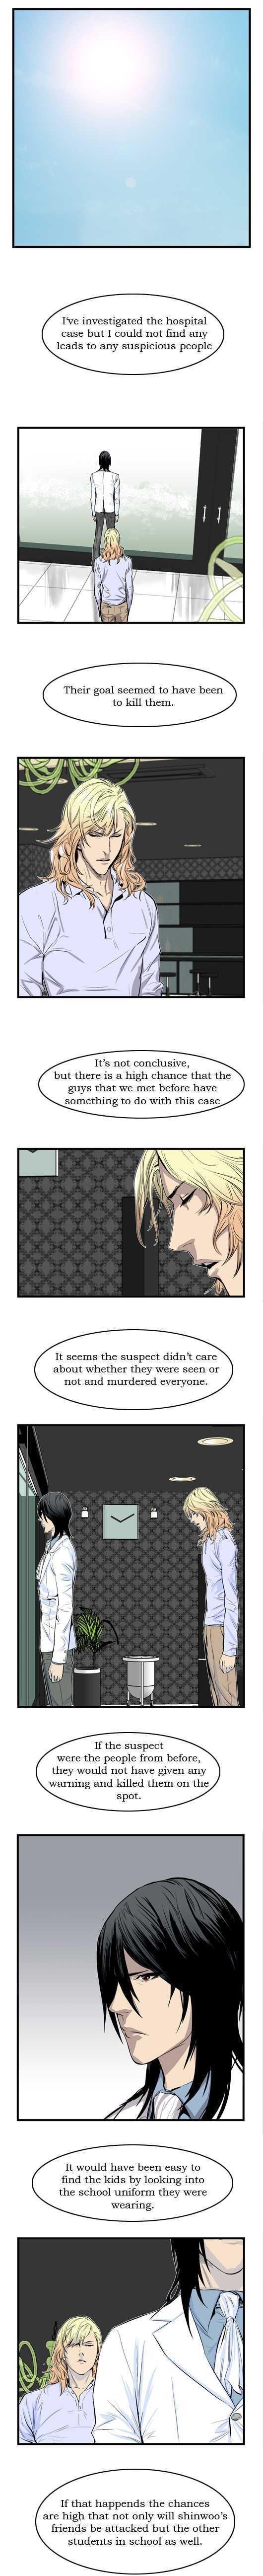 I've investigated the hospital
case but I could not find any
leads to any suspicious people
Their goal seemed to have been
to kill them.
It's not conclusive,
but there is a high chance that the
guys that we met before have
something to do with this case
It seems the suspect didn't care
about whether they were seen or
not and murdered everyone.
If the suspect
were the people from before,
they would not have given any
warning and killed them on the
spot.
It would have been easy to
find the kids by looking into
the school uniform they were
wearing.
If that happends the chances
are high that not only will shinwoo's
friends be attacked but the other
students in school as well.